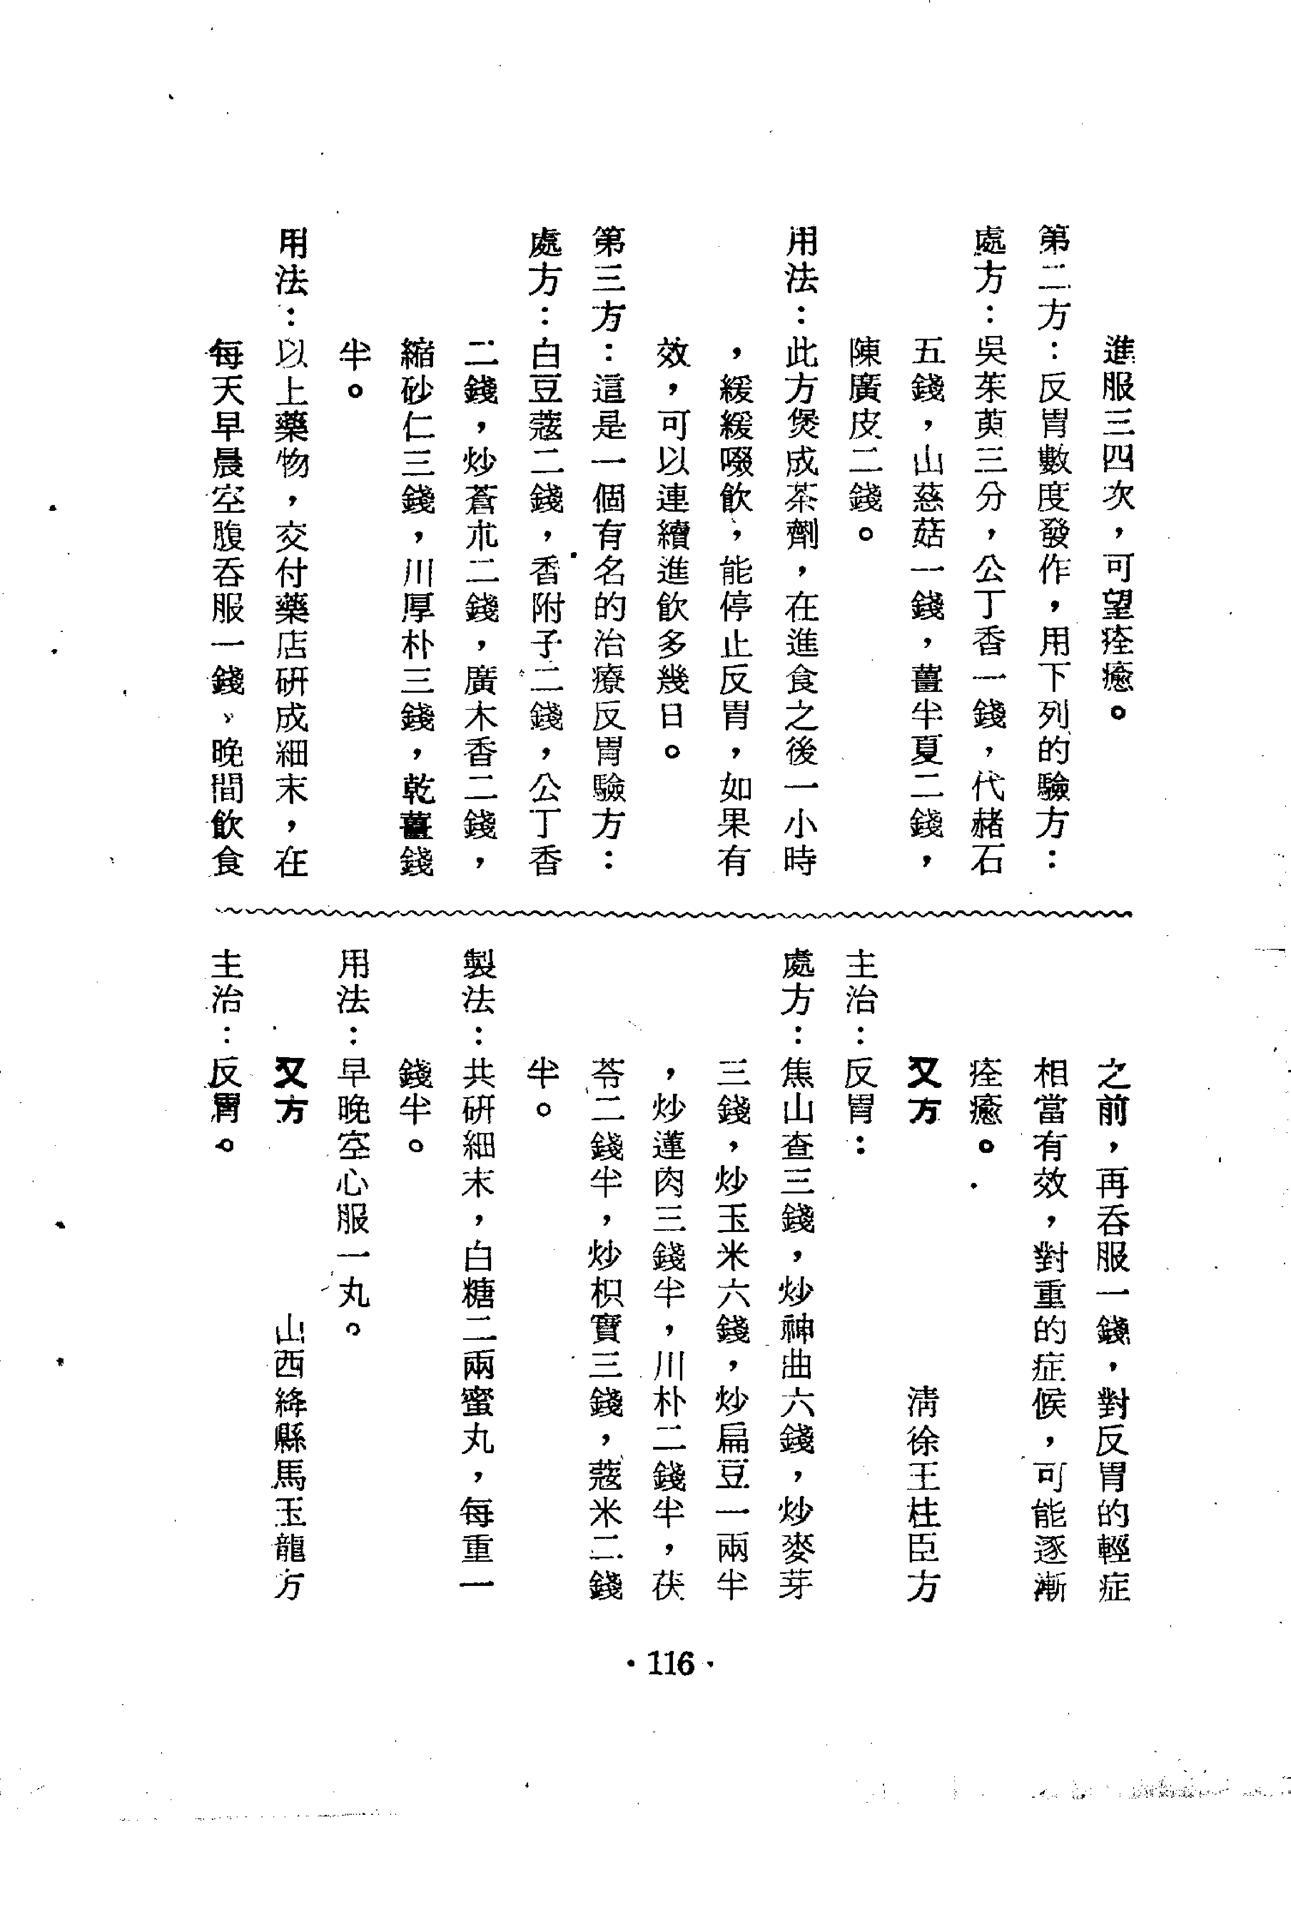 進服三四次，可望痊癒。
第二方：反胃數度發作，用下列的驗方：
處方：吳茱萸三分，公丁香一錢，代赭石
五錢，山慈菇一錢，薑半夏二錢，
陳廣皮二錢。
用法：此方煲成茶劑，在進食之後一小時
，緩緩啜飲，能停止反胃，如果有
效，可以連續進飲多幾日。
第三方：這是一個有名的治療反胃驗方：
處方：白豆蔻二錢，香附子二錢，公丁香
二錢，炒蒼朮二錢，廣木香二錢，
縮砂仁三錢，川厚朴三錢，乾薑錢
半。
用法：以上藥物，交付藥店研成細末，在
每天早晨空腹吞服一錢，晚間飲食
之前，再吞服一錢，對反胃的輕症
相當有效，對重的症候，可能逐漸
痊癒。
又方　清徐王柱臣方
主治：反胃：
處方：焦山查三錢，炒神曲六錢，炒麥芽
三錢，炒玉米六錢，炒扁豆一兩半
，炒蓮肉三錢半，川朴二錢半，茯
苓二錢半，炒枳實三錢，蔻米二錢
半。
製法：共研細末，白糖二兩蜜丸，每重一
錢半。
用法：早晚空心服一丸。
又方　山西絳縣馬玉龍方
主治：反胃。
·116·